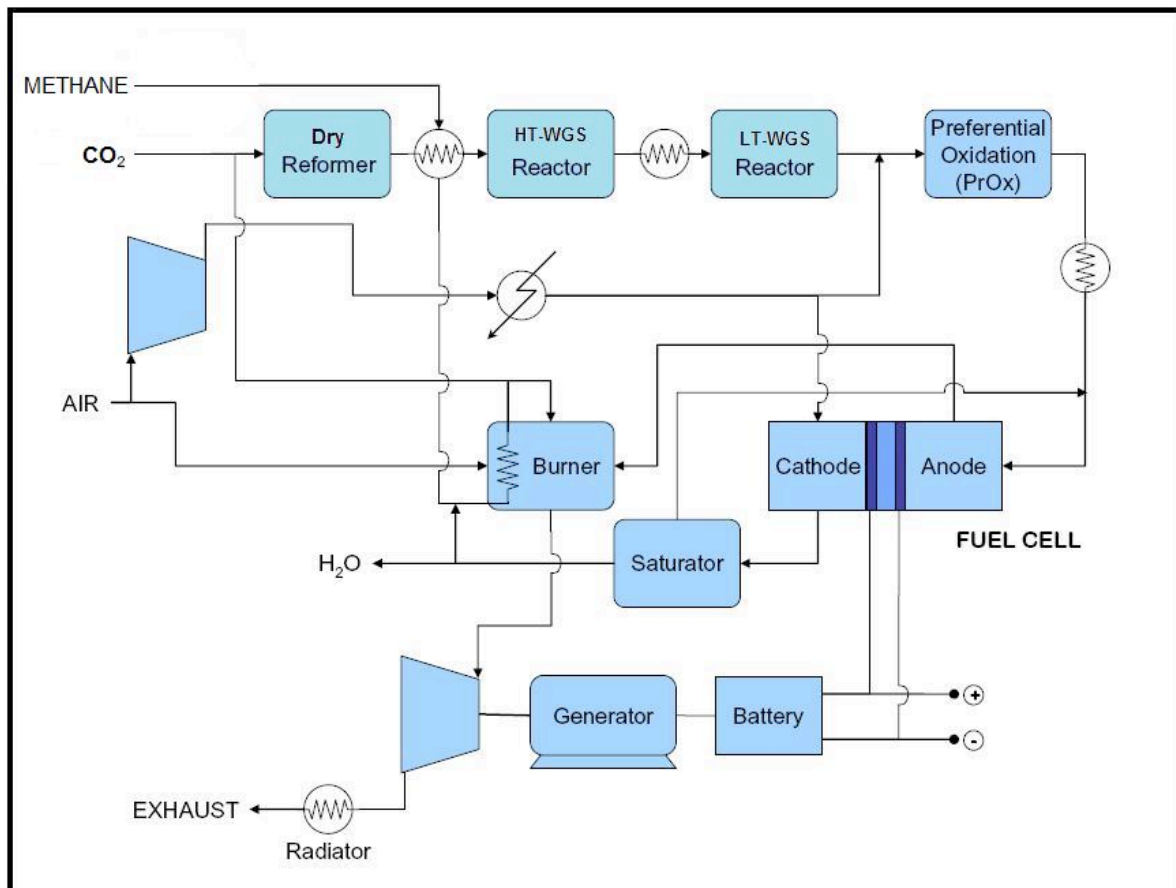 METHANE
CO₂
Dry
Reformer
HT-WGS
Reactor
LT-WGS
Reactor
Preferential
Oxidation
(PrOx)
AIR
Burner
Cathode
Anode
FUEL CELL
H₂O
Saturator
Generator
Battery
+
-
EXHAUST
Radiator